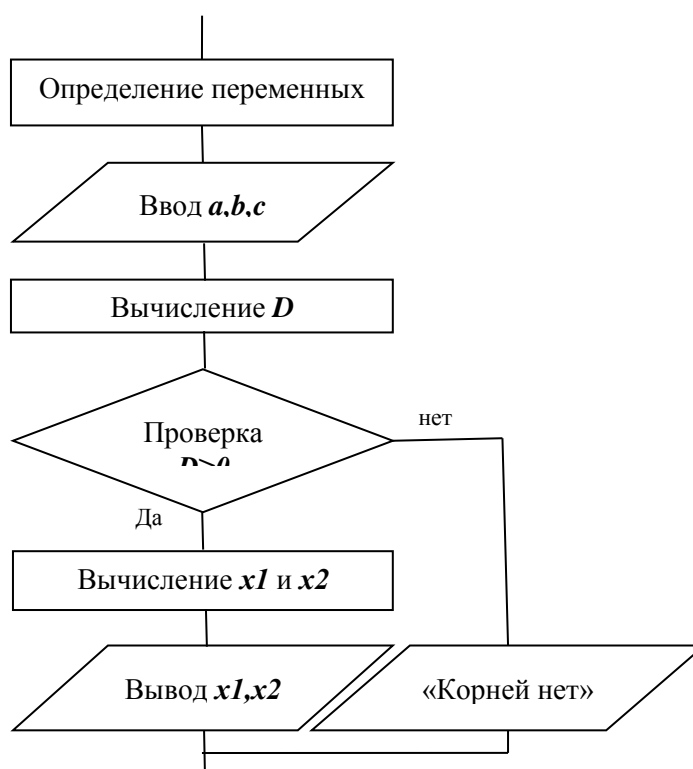 Определение переменных
Ввод a,b,c
Вычисление D
Проверка
нет
Да
Вычисление x1 и x2
Вывод x1,x2
«Корней нет»